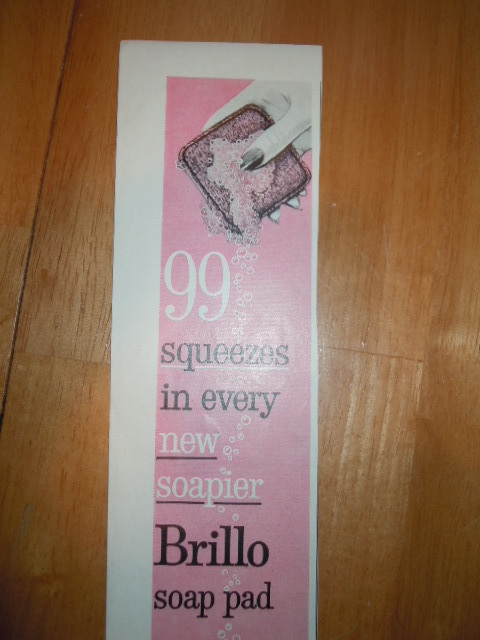 99
squeezes
in every
new
soapier
Brillo
soap pad